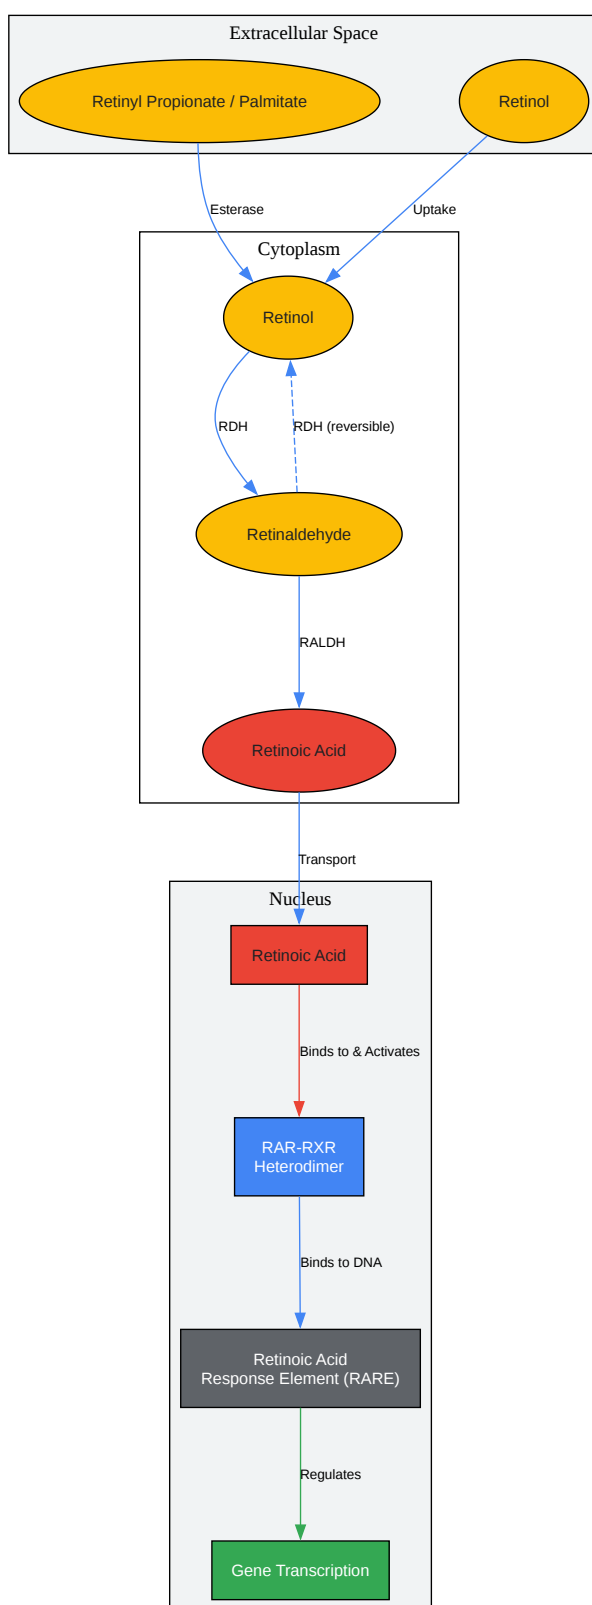 Extracellular Space
Retinyl Propionate / Palmitate
Retinol
Esterase
Uptake
Cytoplasm
Retinol
RDH
RDH (reversible)
Retinaldehyde
RALDH
Retinoic Acid
Transport
Nucleus
Retinoic Acid
Binds to & Activates
RAR-RXR
Heterodimer
Binds to DNA
Retinoic Acid
Response Element (RARE)
Regulates
Gene Transcription